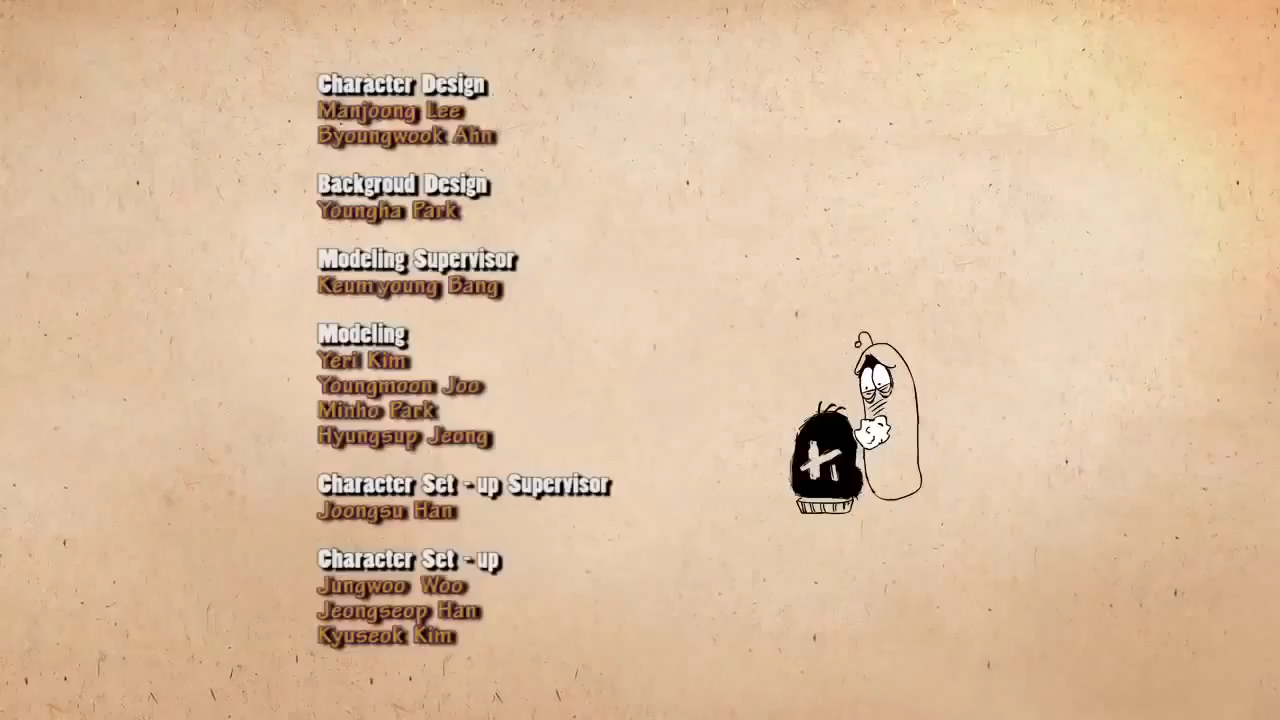 Character Design
Manjoong Lee
Byoungwook Ahn
Backgroud Design
Youngha Park
Modeling Supervisor
Keumyoung Bang
Modeling
Yeri Kim
Youngmoon Joo
Minho Park
Hyungsup Jeong
Character Set - up Supervisor
Joongsu Han
Character Set - up
Jungwoo Woo
Jeongseop Han
Kyuseok Kim